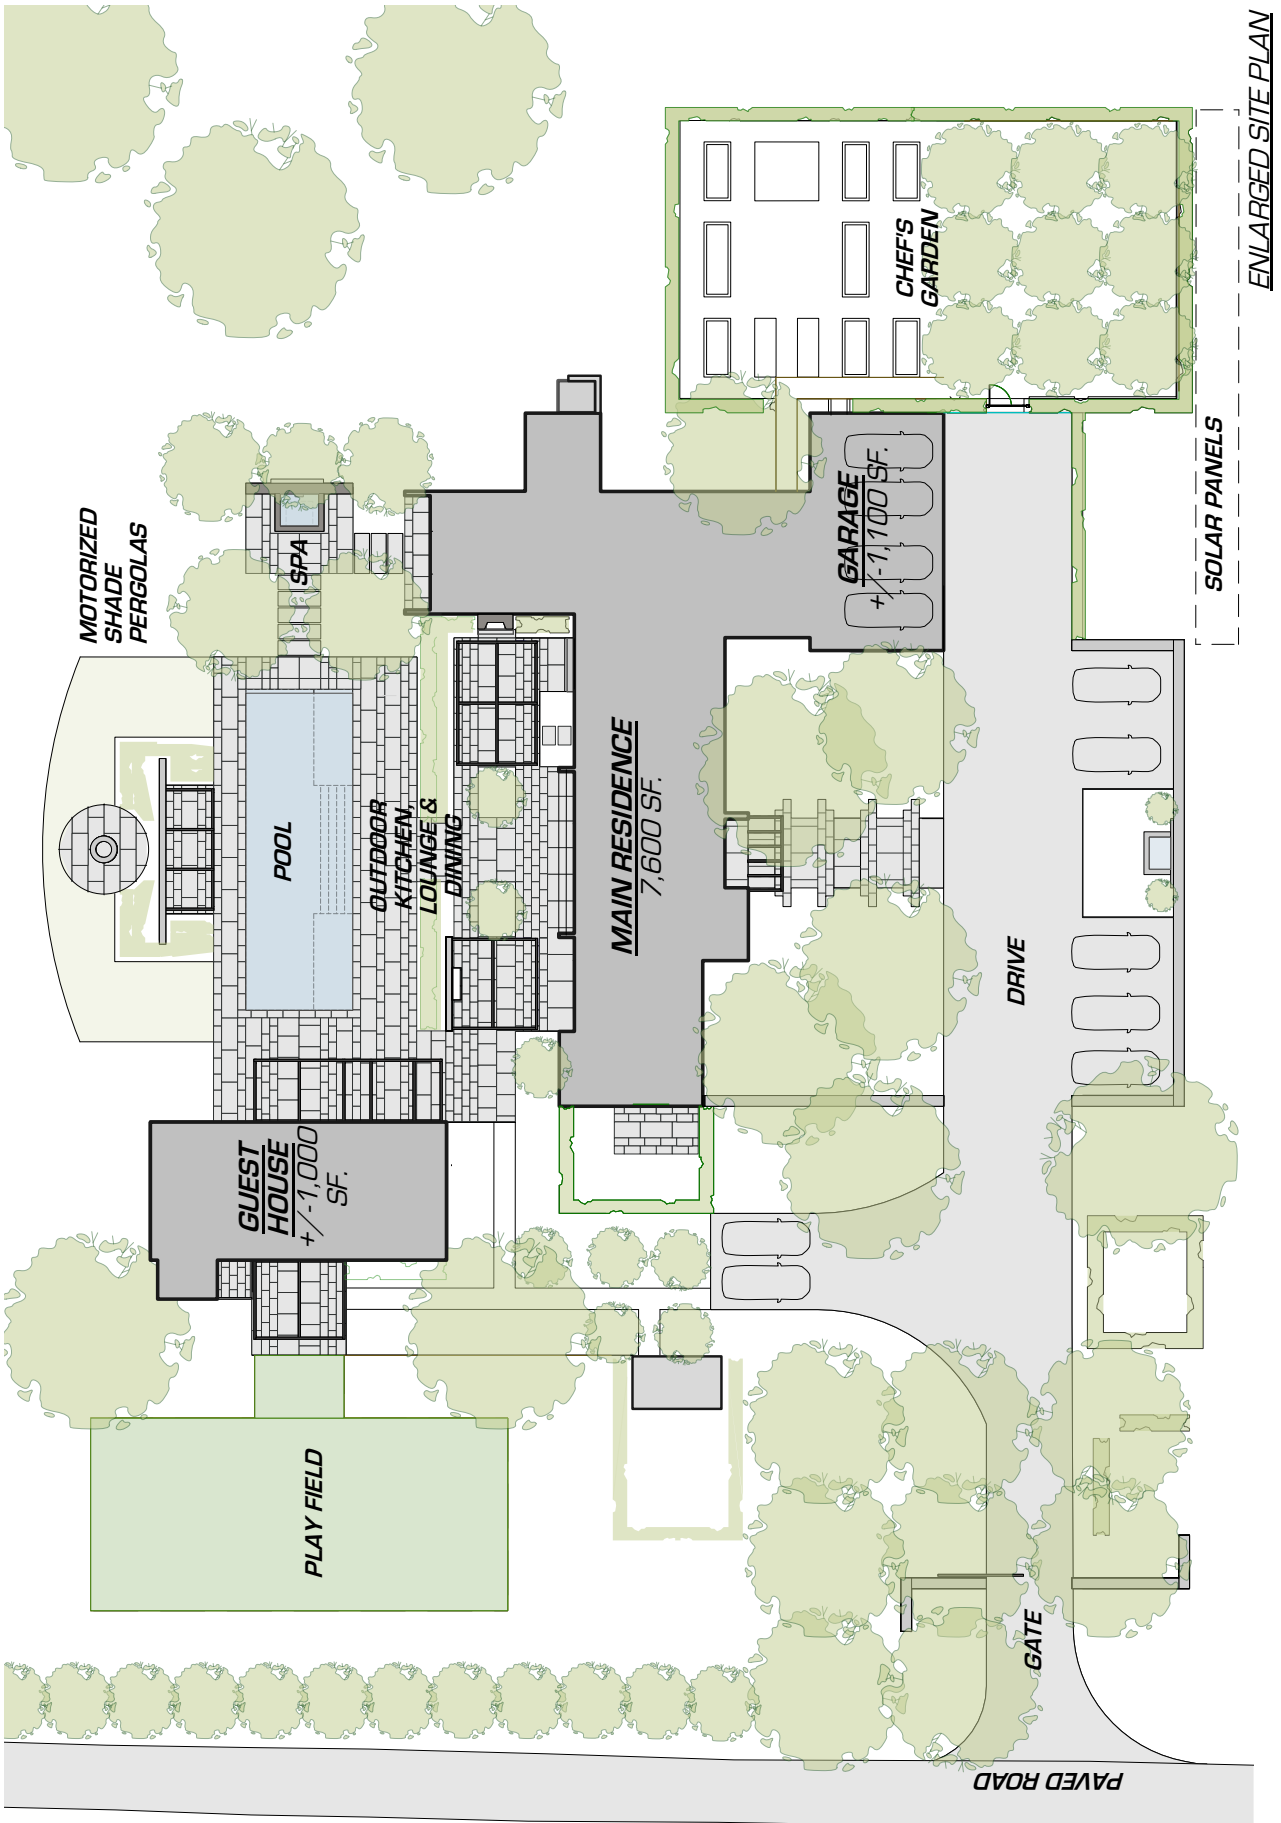 ENLARGED SITE PLAN
MOTORIZED
SHADE
PERGOLAS
SPA
POOL
OUTDOOR
KITCHEN,
LOUNGE &
DINING
MAIN RESIDENCE
7,600 SF.
GARAGE
+/-1,100 SF.
CHEF'S
GARDEN
SOLAR PANELS
DRIVE
GUEST
HOUSE
+/-1,000
SF.
PLAY FIELD
GATE
PAVED ROAD